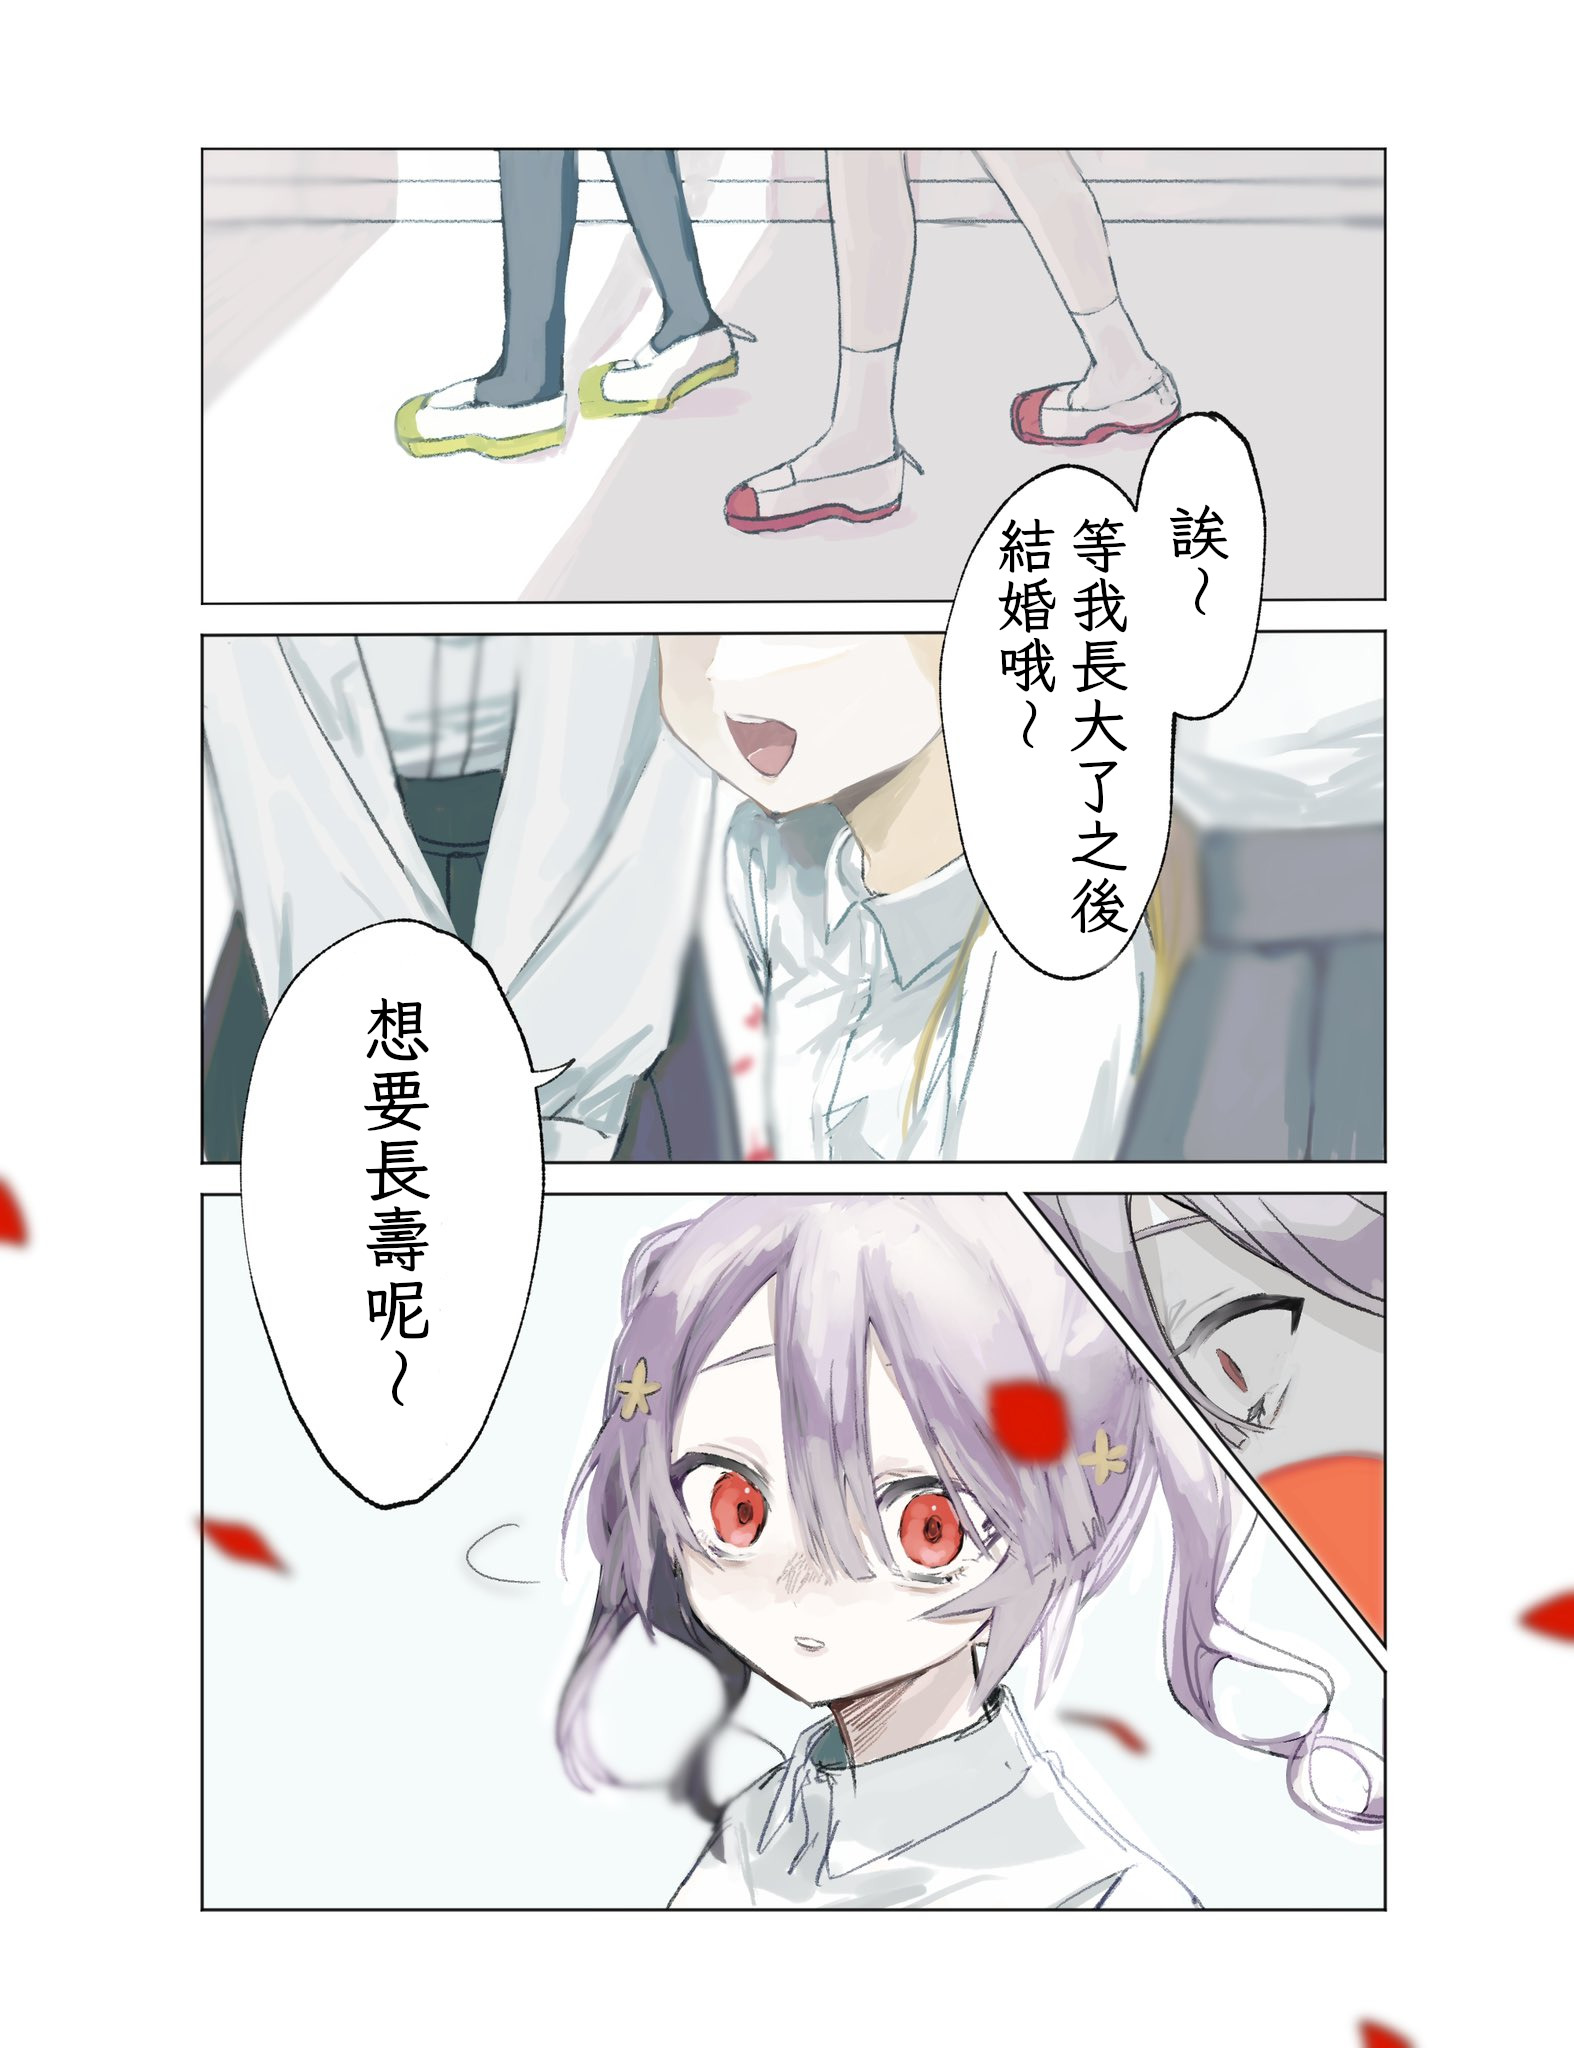 誒～
等我長大了之後
結婚哦～
想要長壽呢～